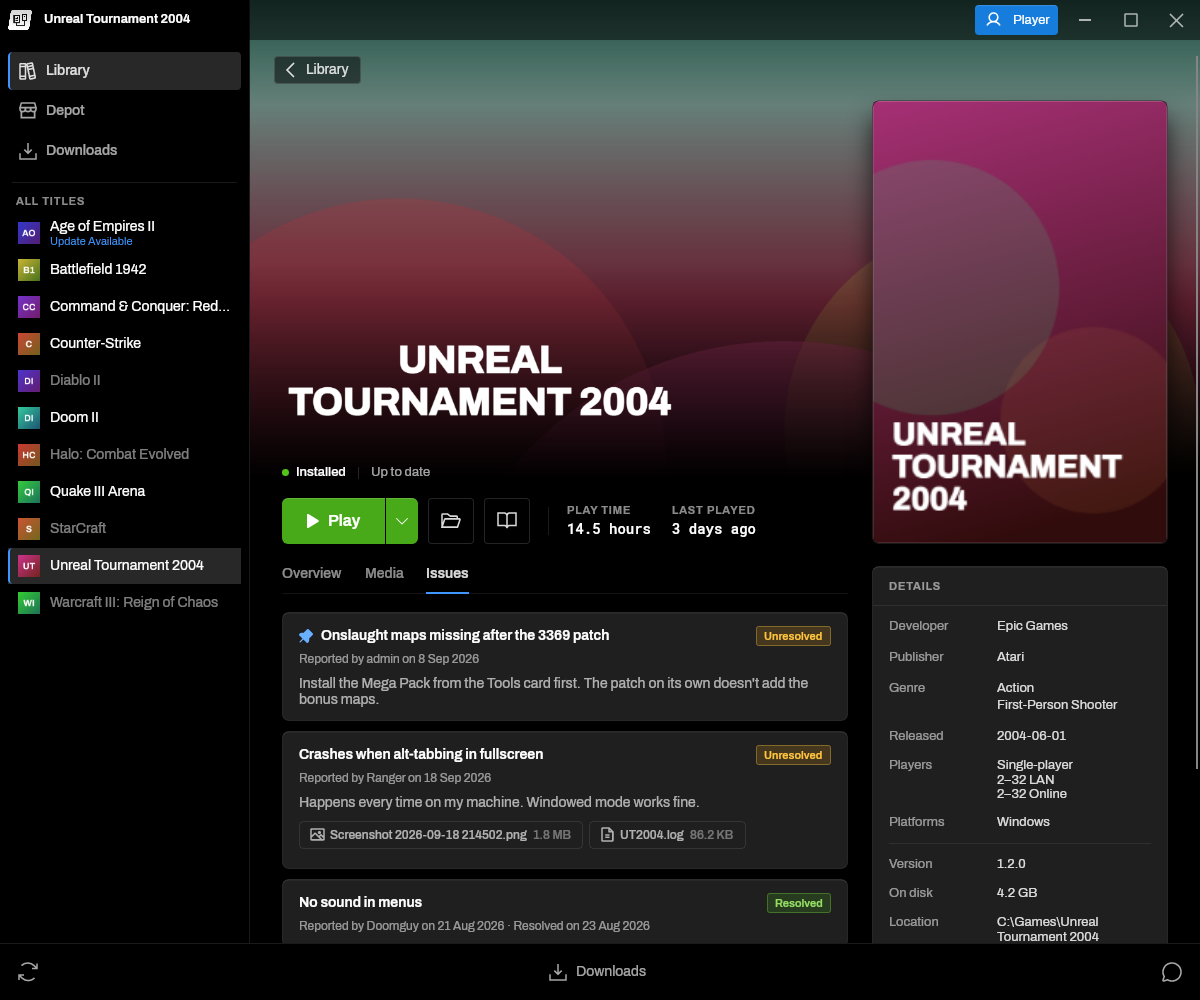 Unreal Tournament 2004
Player
Library
Depot
Downloads
ALL TITLES
AO
Age of Empires II
Update Available
B1
Battlefield 1942
CC
Command & Conquer: Red...
C
Counter-Strike
DI
Diablo II
DI
Doom II
HC
Halo: Combat Evolved
QI
Quake III Arena
S
StarCraft
UT
Unreal Tournament 2004
WI
Warcraft III: Reign of Chaos
Library
UNREAL
TOURNAMENT 2004
Installed
Up to date
Play
PLAY TIME
14.5 hours
LAST PLAYED
3 days ago
Overview
Media
Issues
Onslaught maps missing after the 3369 patch
Unresolved
Reported by admin on 8 Sep 2026
Install the Mega Pack from the Tools card first. The patch on its own doesn't add the
bonus maps.
Crashes when alt-tabbing in fullscreen
Unresolved
Reported by Ranger on 18 Sep 2026
Happens every time on my machine. Windowed mode works fine.
Screenshot 2026-09-18 214502.png 1.8 MB
UT2004.log 86.2 KB
No sound in menus
Resolved
Reported by Doomguy on 21 Aug 2026 · Resolved on 23 Aug 2026
UNREAL
TOURNAMENT
2004
DETAILS
Developer
Epic Games
Publisher
Atari
Genre
Action
First-Person Shooter
Released
2004-06-01
Players
Single-player
2–32 LAN
2–32 Online
Platforms
Windows
Version
1.2.0
On disk
4.2 GB
Location
C:\Games\Unreal
Tournament 2004
Downloads